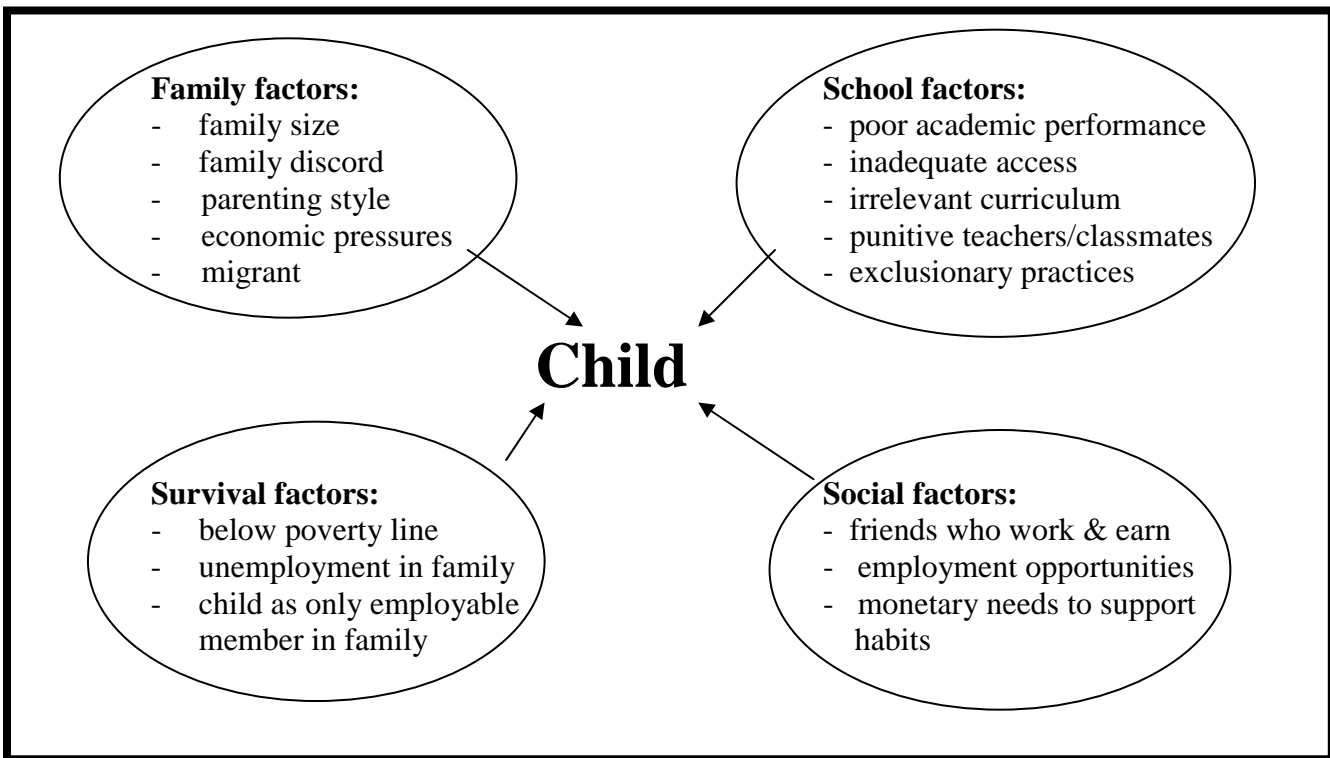 Family factors:
- family size
- family discord
- parenting style
- economic pressures
- migrant
School factors:
- poor academic performance
- inadequate access
- irrelevant curriculum
- punitive teachers/classmates
- exclusionary practices
Child
Survival factors:
- below poverty line
- unemployment in family
- child as only employable
member in family
Social factors:
- friends who work & earn
- employment opportunities
- monetary needs to support
habits